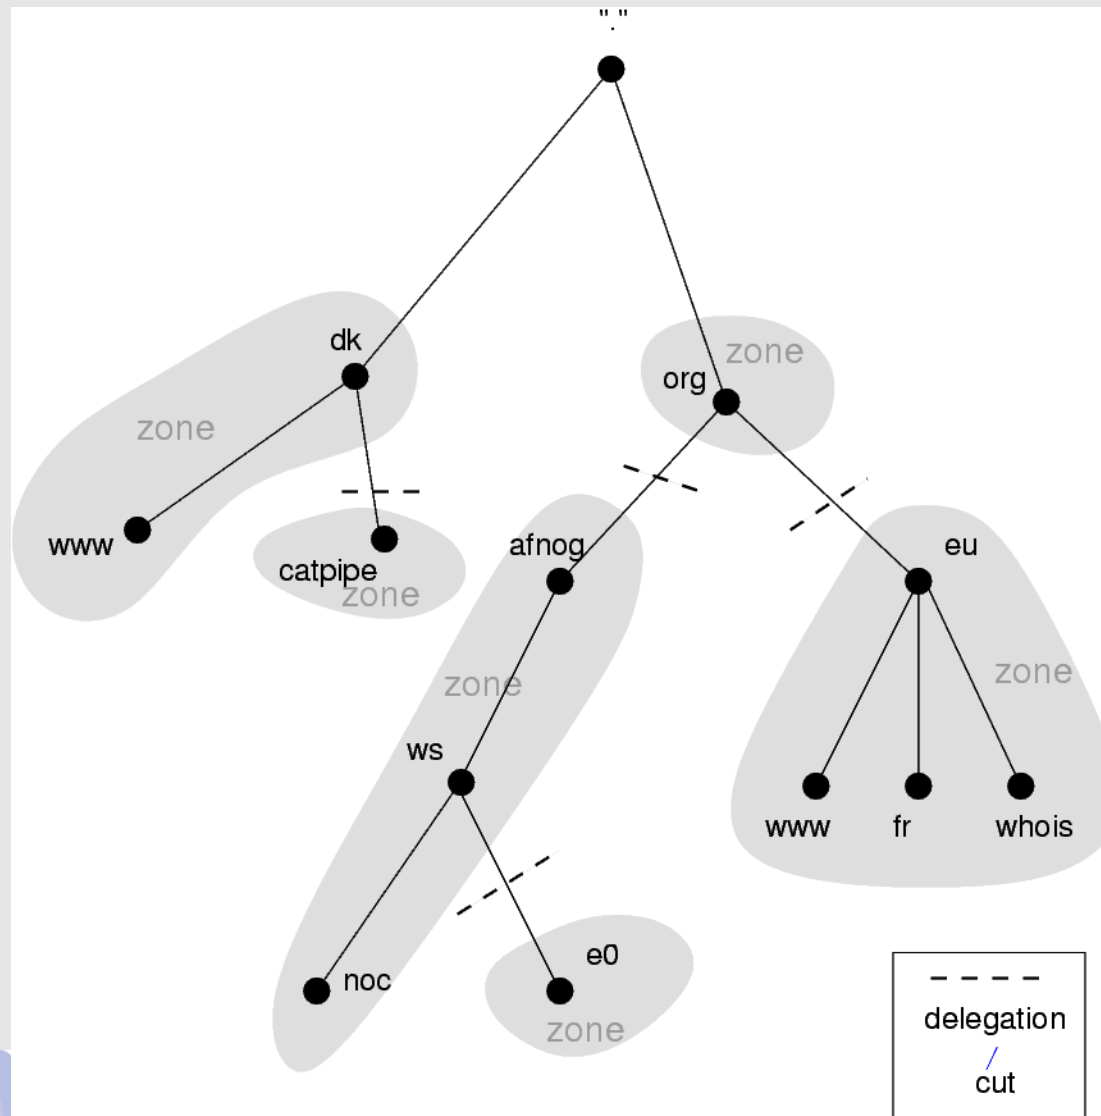 "."
dk
zone
org
zone
www
catpipe
zone
afnog
eu
zone
zone
ws
www
fr
whois
noc
e0
zone
delegation
/
cut